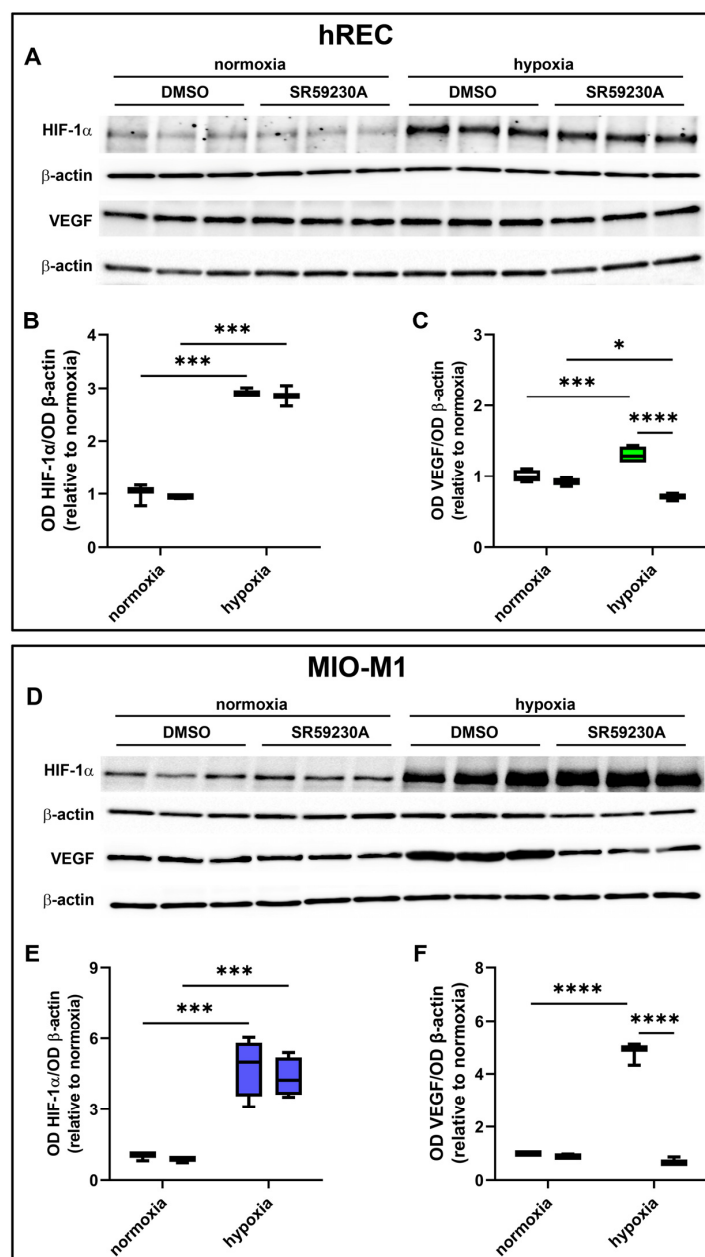 hREC
A
normoxia hypoxia
DMSO SR59230A DMSO SR59230A
HIF-1α
β-actin
VEGF
β-actin
B
OD HIF-1α/OD β-actin
(relative to normoxia)
4
3
2
1
0
***
***
normoxia
hypoxia
C
OD VEGF/OD β-actin
(relative to normoxia)
3
2
1
0
*
***
****
normoxia
hypoxia
MIO-M1
D
normoxia hypoxia
DMSO SR59230A DMSO SR59230A
HIF-1α
β-actin
VEGF
β-actin
E
OD HIF-1α/OD β-actin
(relative to normoxia)
9
6
3
0
***
***
normoxia
hypoxia
F
OD VEGF/OD β-actin
(relative to normoxia)
8
6
4
2
0
****
****
normoxia
hypoxia